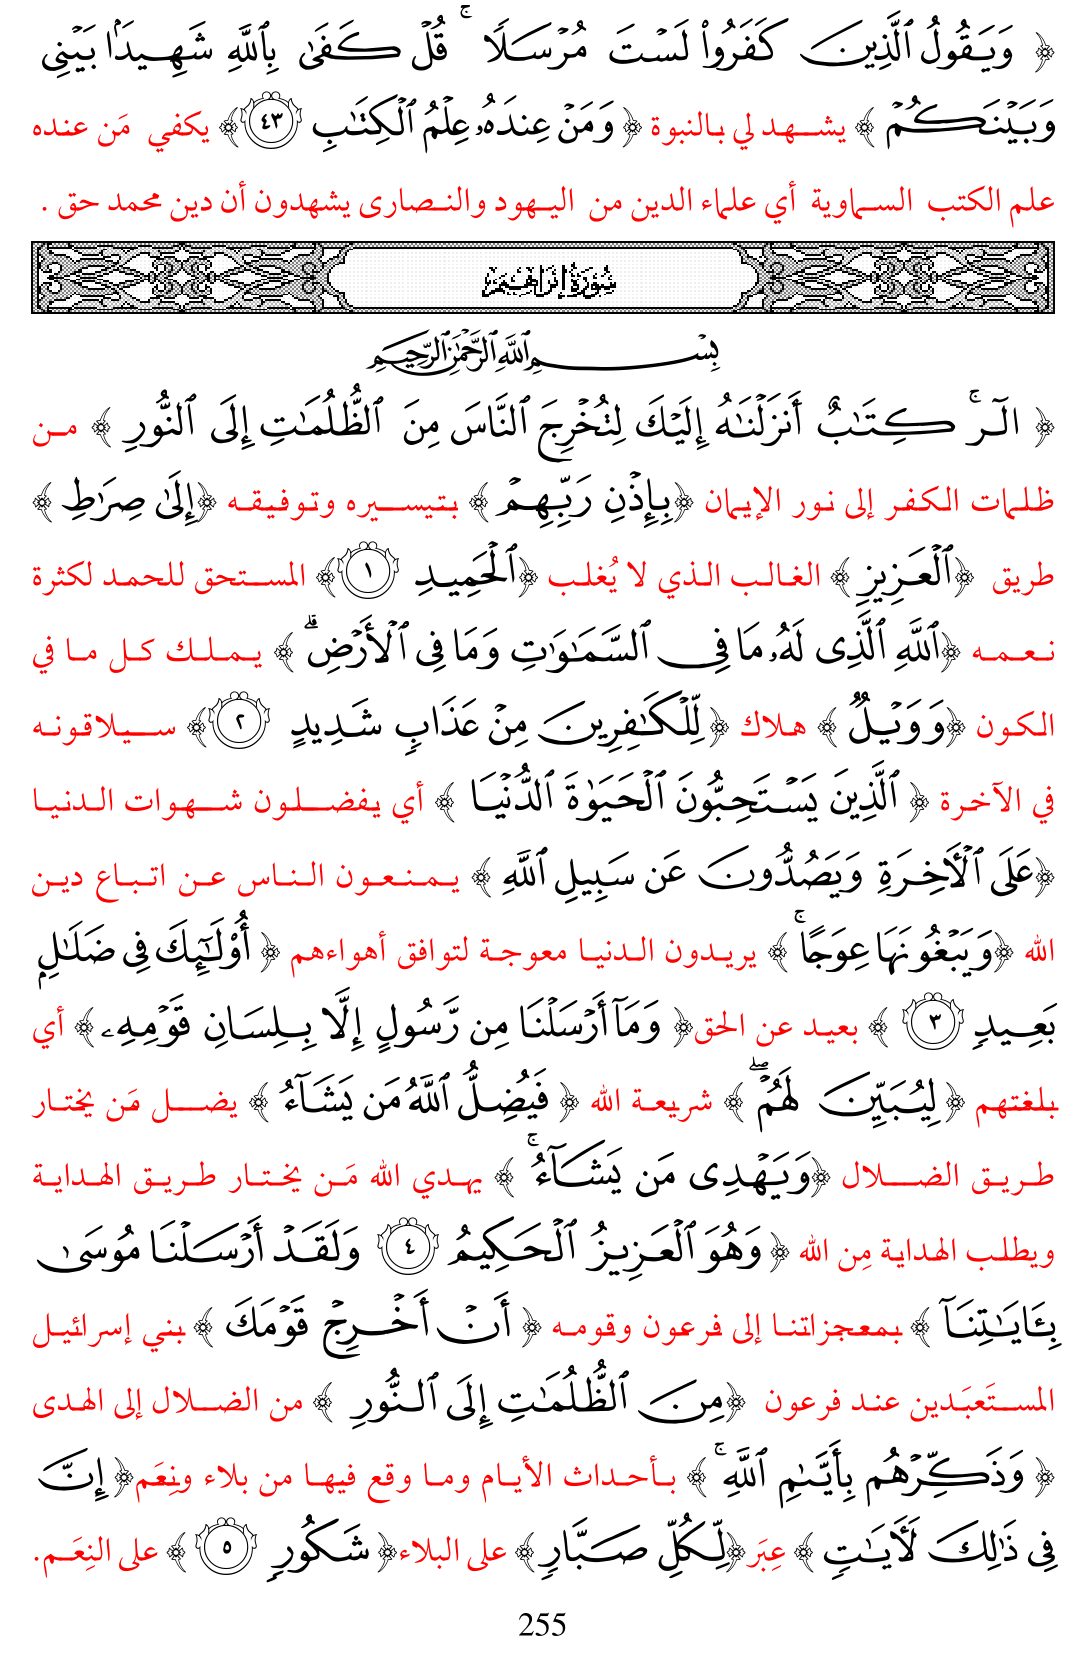 ﴿ وَيَقُولُ ٱلَّذِينَ كَفَرُوا۟ لَسْتَ مُرْسَلًا ۚ قُلْ كَفَىٰ بِٱللَّهِ شَهِيدًۢا بَيْنِى
وَبَيْنَكُمْ ﴾ يشهد لي بالنبوة ﴿ وَمَنْ عِندَهُۥ عِلْمُ ٱلْكِتَٰبِ ٤٣ ﴾ يكفي مَن عنده
علم الكتب السماوية أي علماء الدين من اليهود والنصارى يشهدون أن دين محمد حق .
سُورَةُ إِبْرَاهِيمَ
بِسْمِ ٱللَّهِ ٱلرَّحْمَٰنِ ٱلرَّحِيمِ
﴿ الٓر ۚ كِتَٰبٌ أَنزَلْنَٰهُ إِلَيْكَ لِتُخْرِجَ ٱلنَّاسَ مِنَ ٱلظُّلُمَٰتِ إِلَى ٱلنُّورِ ﴾ من
ظلمات الكفر إلى نور الإيمان ﴿ بِإِذْنِ رَبِّهِمْ ﴾ بتيسيره وتوفيقه ﴿ إِلَىٰ صِرَٰطِ ﴾
طريق ﴿ ٱلْعَزِيزِ ﴾ الغالب الذي لا يُغلب ﴿ ٱلْحَمِيدِ ١ ﴾ المستحق للحمد لكثرة
نعمه ﴿ ٱللَّهِ ٱلَّذِى لَهُۥ مَا فِى ٱلسَّمَٰوَٰتِ وَمَا فِى ٱلْأَرْضِ ۗ ﴾ يملك كل ما في
الكون ﴿ وَوَيْلٌ ﴾ هلاك ﴿ لِّلْكَٰفِرِينَ مِنْ عَذَابٍ شَدِيدٍ ٢ ﴾ سيلاقونه
في الآخرة ﴿ ٱلَّذِينَ يَسْتَحِبُّونَ ٱلْحَيَوٰةَ ٱلدُّنْيَا ﴾ أي يفضلون شهوات الدنيا
﴿ عَلَى ٱلْأَخِرَةِ وَيَصُدُّونَ عَن سَبِيلِ ٱللَّهِ ﴾ يمنعون الناس عن اتباع دين
الله ﴿ وَيَبْغُونَهَا عِوَجًا ۚ ﴾ يريدون الدنيا معوجة لتوافق أهواءهم ﴿ أُو۟لَٰٓئِكَ فِى ضَلَٰلٍۭ
بَعِيدٍ ٣ ﴾ بعيد عن الحق ﴿ وَمَآ أَرْسَلْنَا مِن رَّسُولٍ إِلَّا بِلِسَانِ قَوْمِهِۦ ﴾ أي
بلغتهم ﴿ لِيُبَيِّنَ لَهُمْ ۖ ﴾ شريعة الله ﴿ فَيُضِلُّ ٱللَّهُ مَن يَشَآءُ ﴾ يضل مَن يختار
طريق الضلال ﴿ وَيَهْدِى مَن يَشَآءُ ۚ ﴾ يهدي الله مَن يختار طريق الهداية
ويطلب الهداية مِن الله ﴿ وَهُوَ ٱلْعَزِيزُ ٱلْحَكِيمُ ٤ وَلَقَدْ أَرْسَلْنَا مُوسَىٰ
بِـَٔايَٰتِنَآ ﴾ بمعجزاتنا إلى فرعون وقومه ﴿ أَنْ أَخْرِجْ قَوْمَكَ ﴾ بني إسرائيل
المستَعبَدين عند فرعون ﴿ مِنَ ٱلظُّلُمَٰتِ إِلَى ٱلنُّورِ ﴾ من الضلال إلى الهدى
﴿ وَذَكِّرْهُم بِأَيَّىٰمِ ٱللَّهِ ۚ ﴾ بأحداث الأيام وما وقع فيها من بلاء ونِعَم ﴿ إِنَّ
فِى ذَٰلِكَ لَـَٔايَٰتٍ ﴾ عِبَر ﴿ لِّكُلِّ صَبَّارٍ ﴾ على البلاء ﴿ شَكُورٍ ٥ ﴾ على النِعَم.
255